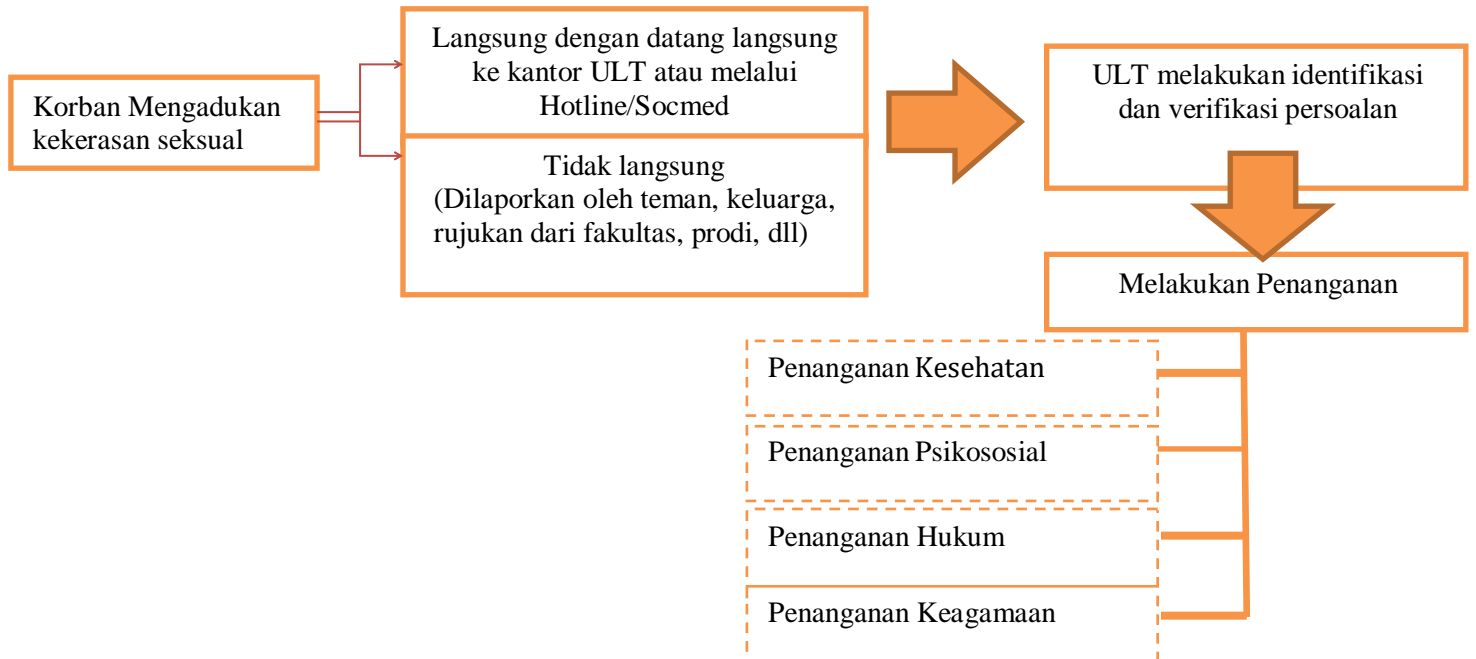 Korban Mengadukan
kekerasan seksual
Langsung dengan datang langsung
ke kantor ULT atau melalui
Hotline/Socmed
Tidak langsung
(Dilaporkan oleh teman, keluarga,
rujukan dari fakultas, prodi, dll)
ULT melakukan identifikasi
dan verifikasi persoalan
Melakukan Penanganan
Penanganan Kesehatan
Penanganan Psikososial
Penanganan Hukum
Penanganan Keagamaan